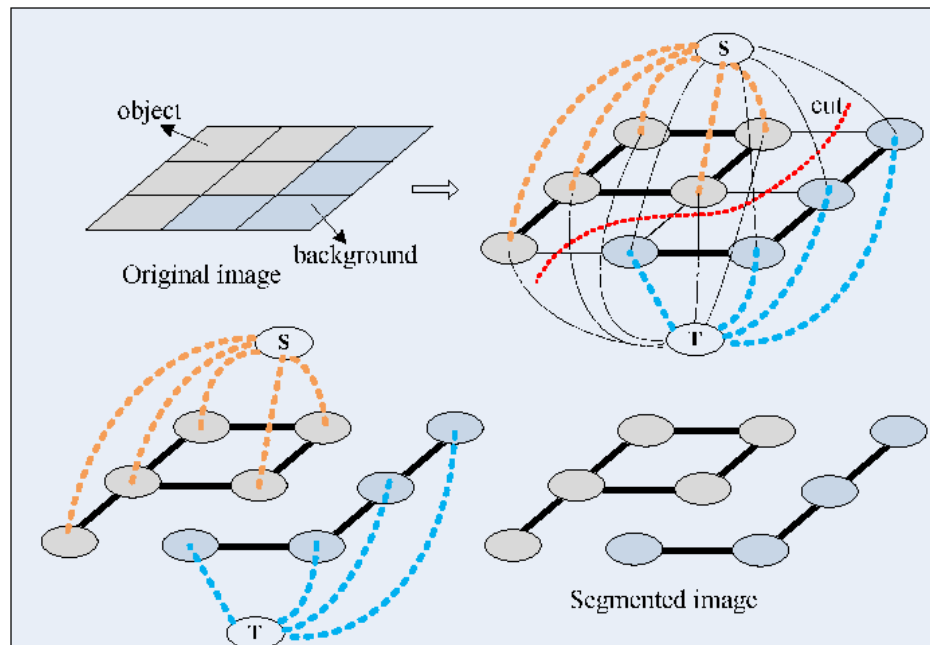 S
object
cut
background
Original image
T
S
Segmented image
T